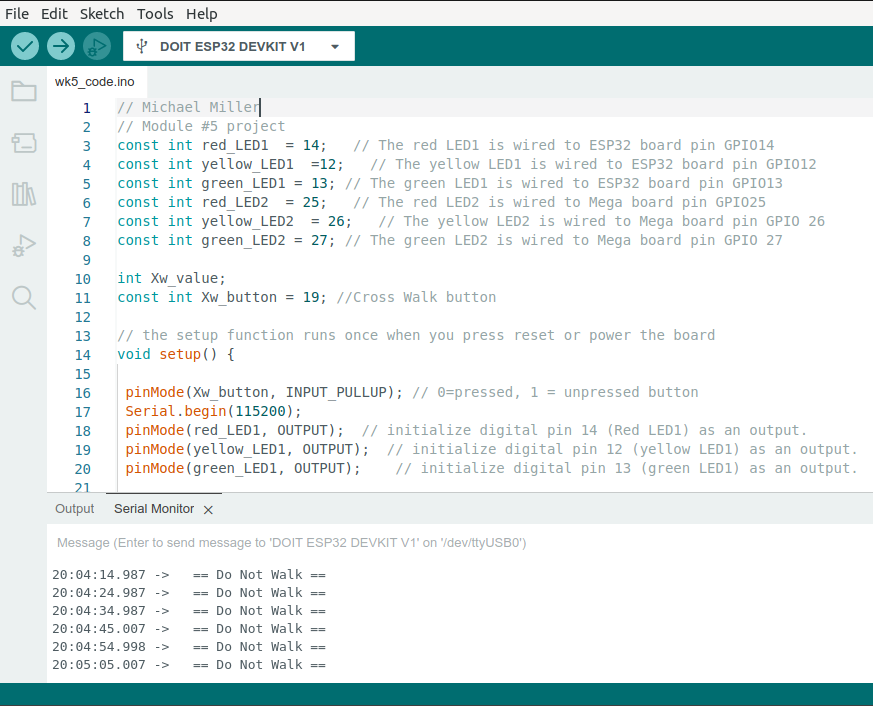 File Edit Sketch Tools Help
DOIT ESP32 DEVKIT V1
wk5_code.ino
1 // Michael Miller
2 // Module #5 project
3 const int red_LED1  = 14;   // The red LED1 is wired to ESP32 board pin GPIO14
4 const int yellow_LED1  =12;   // The yellow LED1 is wired to ESP32 board pin GPIO12
5 const int green_LED1 = 13; // The green LED1 is wired to ESP32 board pin GPIO13
6 const int red_LED2  = 25;   // The red LED2 is wired to Mega board pin GPIO25
7 const int yellow_LED2  = 26;   // The yellow LED2 is wired to Mega board pin GPIO 26
8 const int green_LED2 = 27; // The green LED2 is wired to Mega board pin GPIO 27
9
10 int Xw_value;
11 const int Xw_button = 19; //Cross Walk button
12
13 // the setup function runs once when you press reset or power the board
14 void setup() {
15
16 pinMode(Xw_button, INPUT_PULLUP); // 0=pressed, 1 = unpressed button
17 Serial.begin(115200);
18 pinMode(red_LED1, OUTPUT);  // initialize digital pin 14 (Red LED1) as an output.
19 pinMode(yellow_LED1, OUTPUT);  // initialize digital pin 12 (yellow LED1) as an output.
20 pinMode(green_LED1, OUTPUT);    // initialize digital pin 13 (green LED1) as an output.
21
Output Serial Monitor
Message (Enter to send message to 'DOIT ESP32 DEVKIT V1' on '/dev/ttyUSB0')
20:04:14.987 ->   == Do Not Walk ==
20:04:24.987 ->   == Do Not Walk ==
20:04:34.987 ->   == Do Not Walk ==
20:04:45.007 ->   == Do Not Walk ==
20:04:54.998 ->   == Do Not Walk ==
20:05:05.007 ->   == Do Not Walk ==